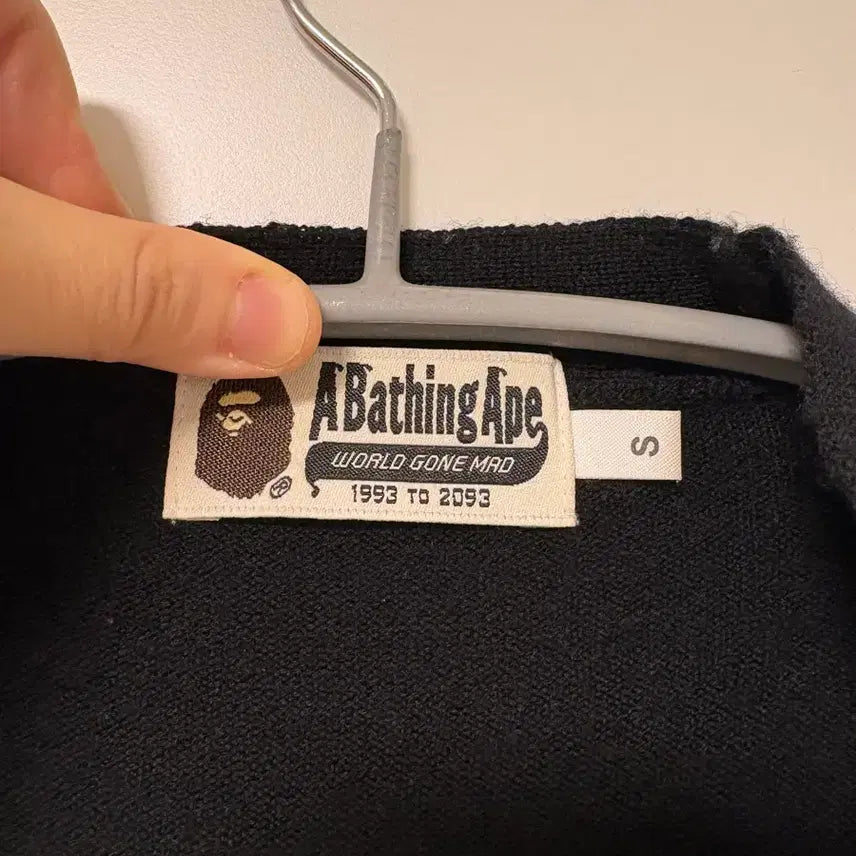 A Bathing Ape
WORLD GONE MAD
1993 TO 2093
®
S